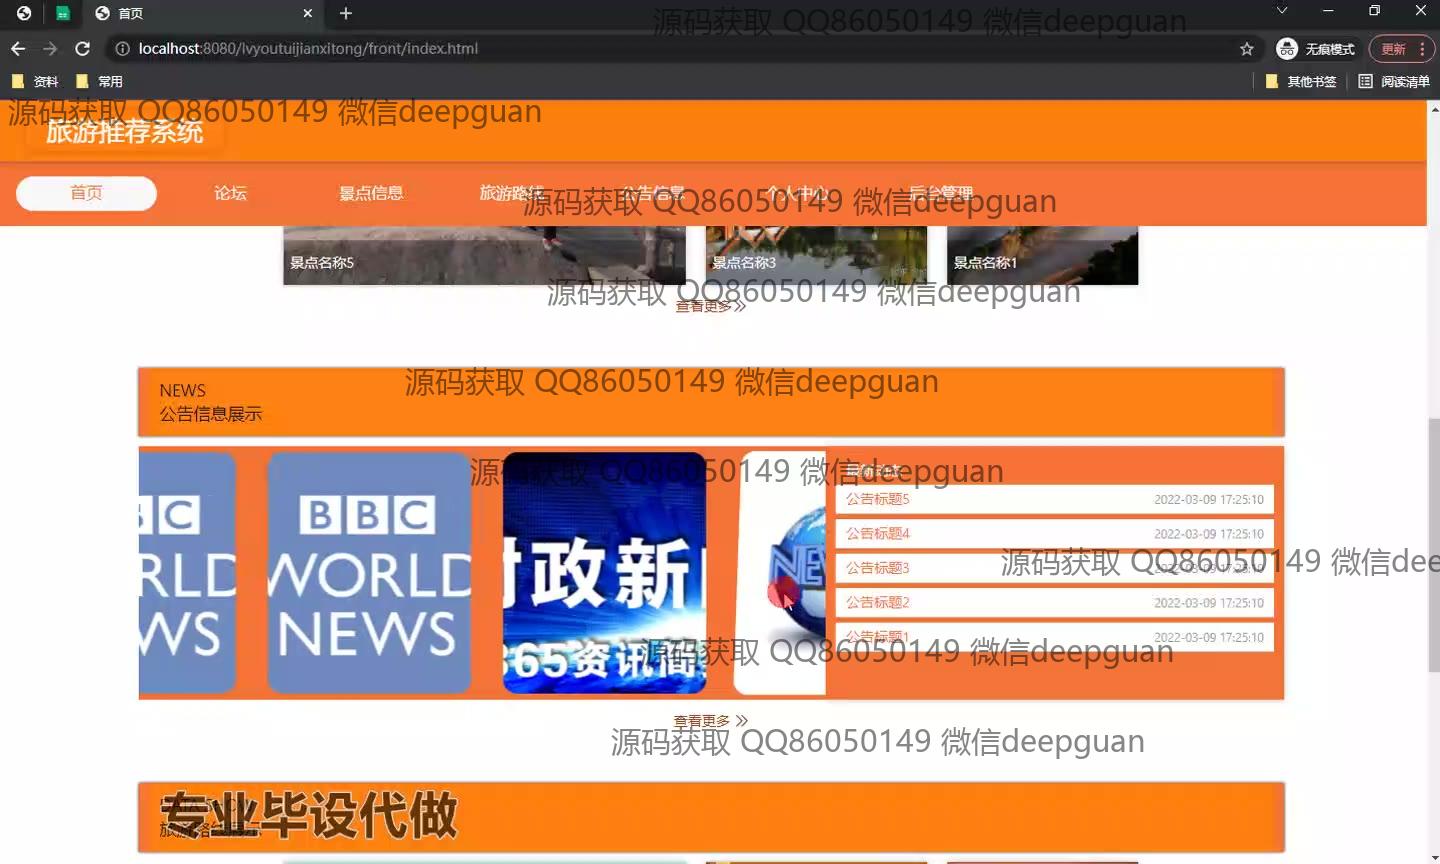 首页
源码获取 QQ86050149 微信deepguan
localhost:8080/lvyoutuijianxitong/front/index.html
无痕模式
更新
资料
常用
其他书签
阅读清单
源码获取 QQ86050149 微信deepguan
旅游推荐系统
首页
论坛
景点信息
旅游路线
公告信息
个人中心
后台管理
源码获取 QQ86050149 微信deepguan
景点名称5
景点名称3
景点名称1
源码获取 QQ86050149 微信deepguan
查看更多
NEWS
公告信息展示
源码获取 QQ86050149 微信deepguan
源码获取 QQ86050149 微信deepguan
BBC
WORLD
NEWS
时政新
365资讯简
公告标题5 2022-03-09 17:25:10
公告标题4 2022-03-09 17:25:10
公告标题3 2022-03-09 17:25:10
源码获取 QQ86050149 微信dee
公告标题2 2022-03-09 17:25:10
公告标题1 2022-03-09 17:25:10
源码获取 QQ86050149 微信deepguan
查看更多
源码获取 QQ86050149 微信deepguan
专业毕设代做
旅游路线展示